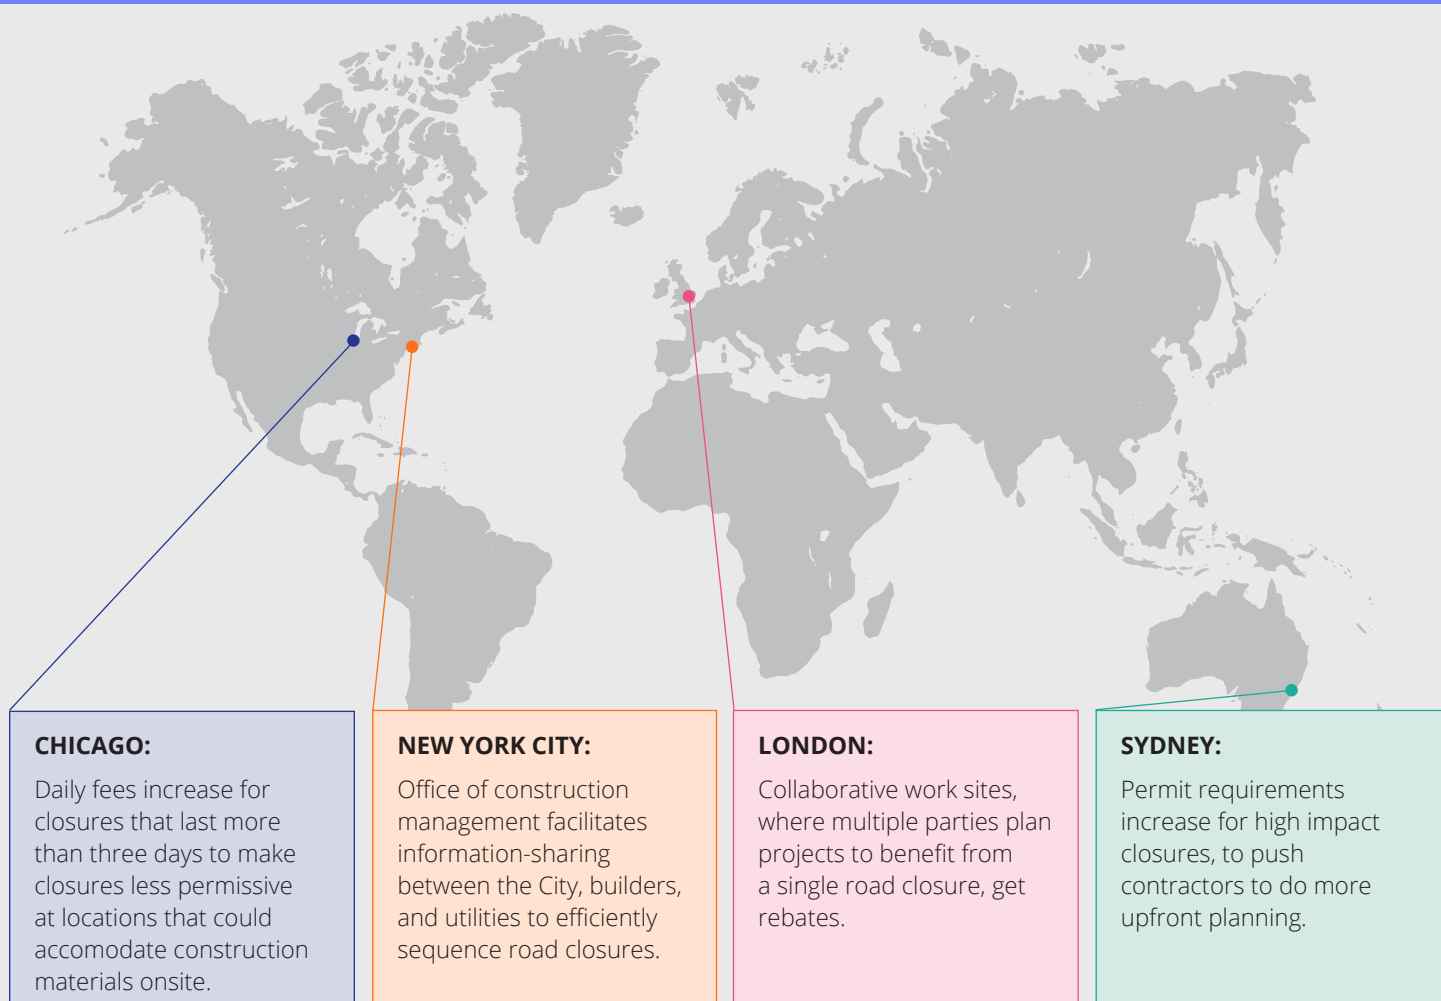 CHICAGO:
Daily fees increase for
closures that last more
than three days to make
closures less permissive
at locations that could
accomodate construction
materials onsite.
NEW YORK CITY:
Office of construction
management facilitates
information-sharing
between the City, builders,
and utilities to efficiently
sequence road closures.
LONDON:
Collaborative work sites,
where multiple parties plan
projects to benefit from
a single road closure, get
rebates.
SYDNEY:
Permit requirements
increase for high impact
closures, to push
contractors to do more
upfront planning.